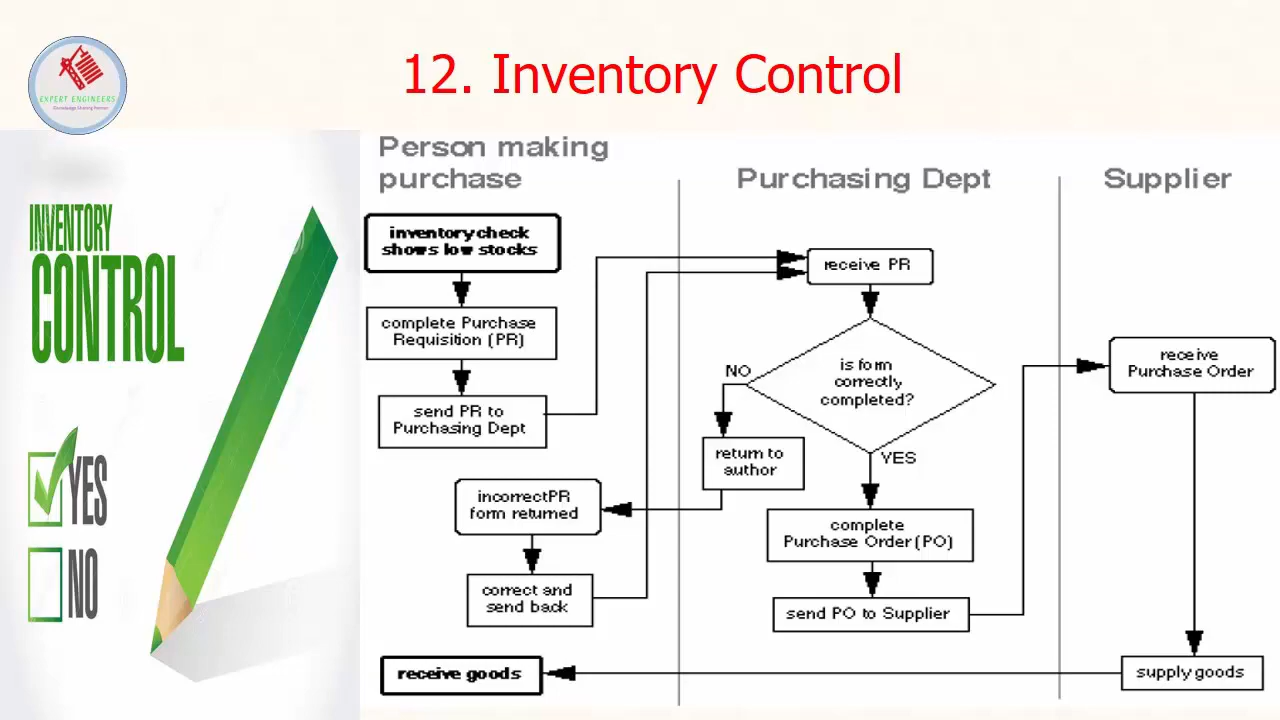 12. Inventory Control
EXPERT ENGINEERS
INVENTORY
CONTROL
YES
NO
Person making
purchase
Purchasing Dept
Supplier
inventory check
shows low stocks
complete Purchase
Requisition (PR)
send PR to
Purchasing Dept
incorrect PR
form returned
correct and
send back
receive goods
receive PR
is form
correctly
completed?
NO
YES
return to
author
complete
Purchase Order (PO)
send PO to Supplier
receive
Purchase Order
supply goods